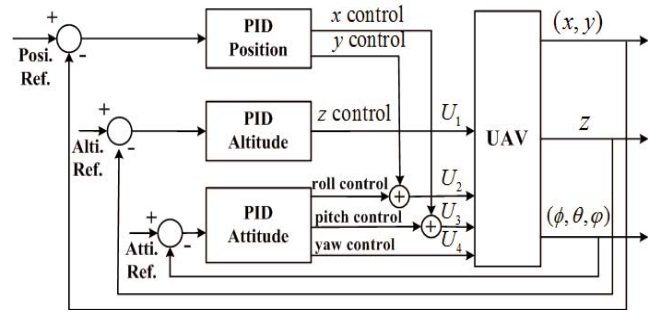 +
-
Posi.
Ref.
PID
Position
x control
y control
(x, y)
+
-
Alti.
Ref.
PID
Altitude
z control
U₁
UAV
z
+
-
Atti.
Ref.
PID
Attitude
roll control
pitch control
yaw control
+
+
U₂
U₃
U₄
(ϕ, θ, φ)